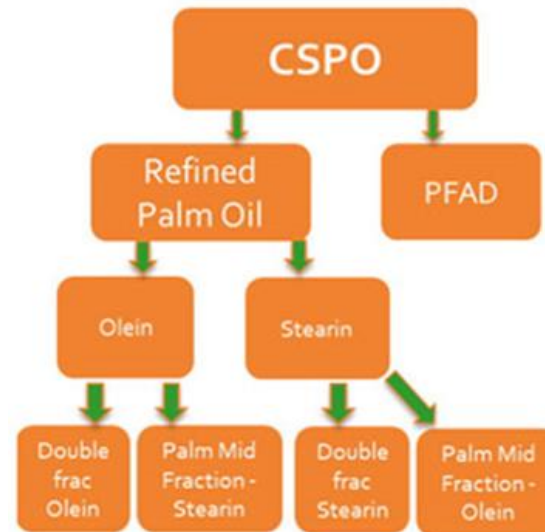 CSPO
Refined
Palm Oil
PFAD
Olein
Stearin
Double
frac
Olein
Palm Mid
Fraction -
Stearin
Double
frac
Stearin
Palm Mid
Fraction -
Olein